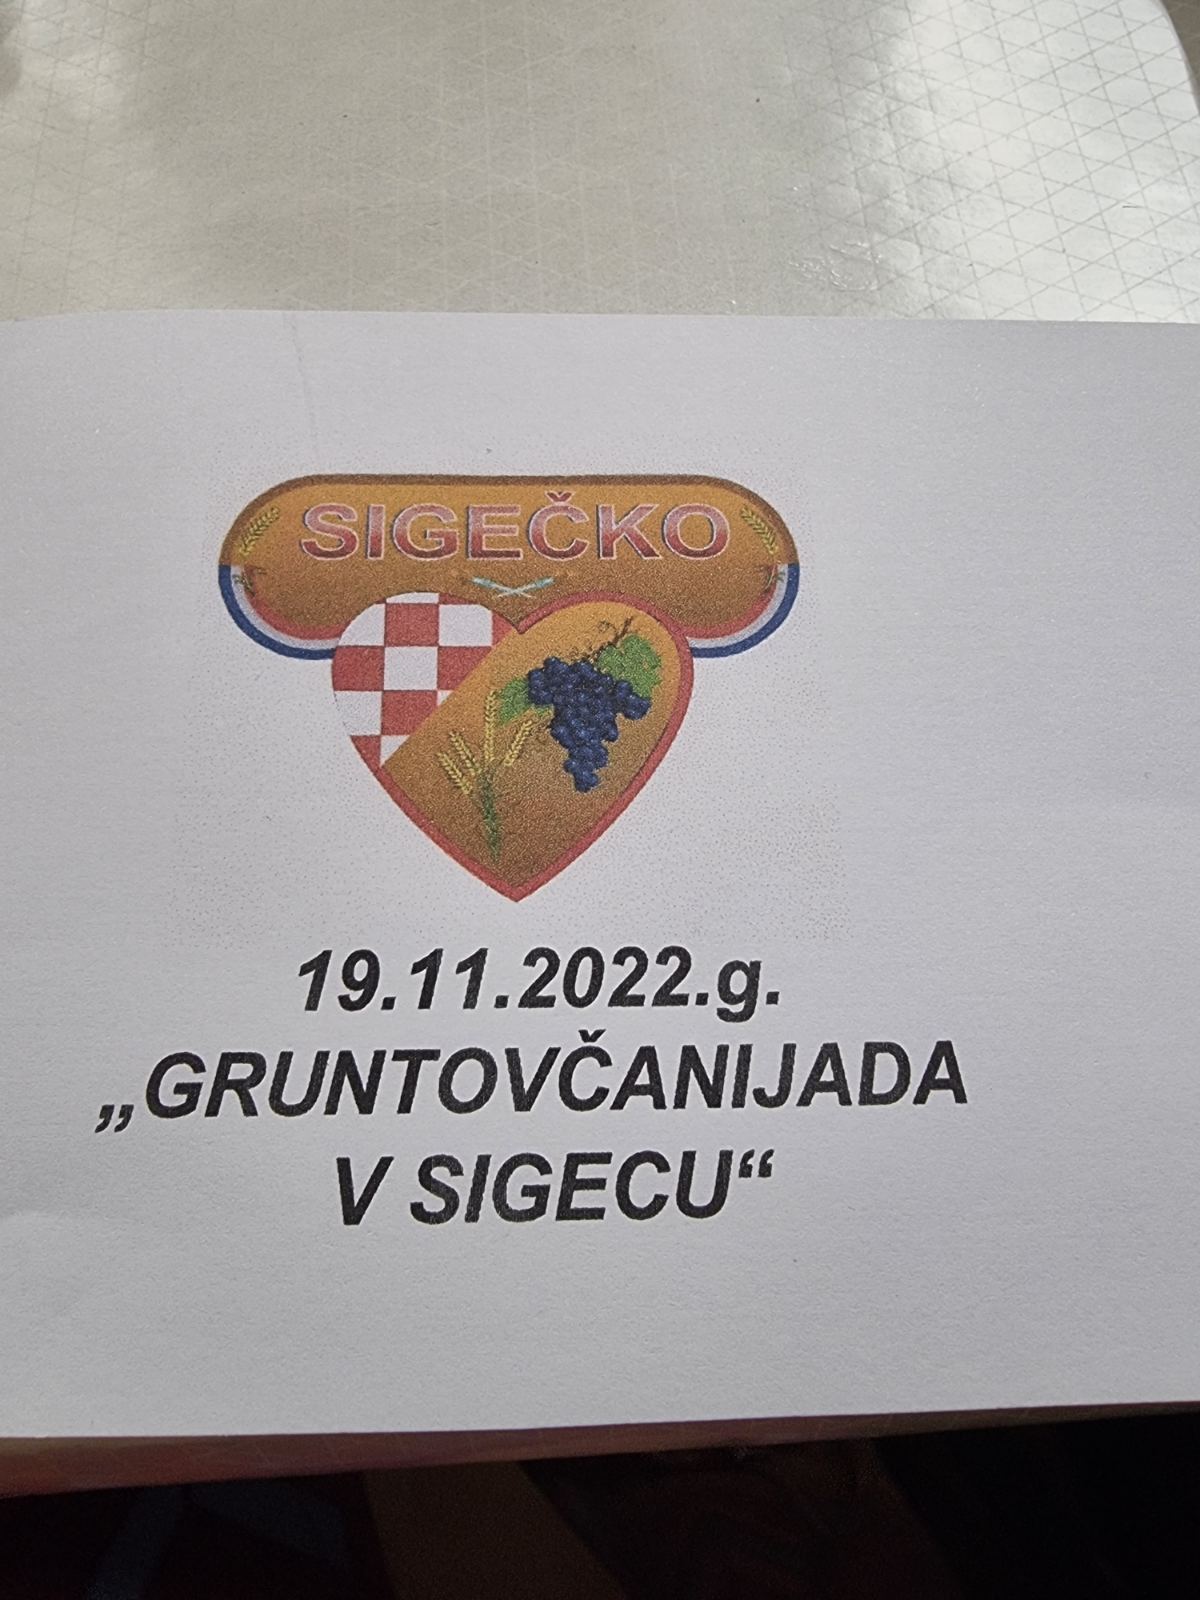 SIGEČKO
19.11.2022.g.
„GRUNTOVČANIJADA
V SIGECU“